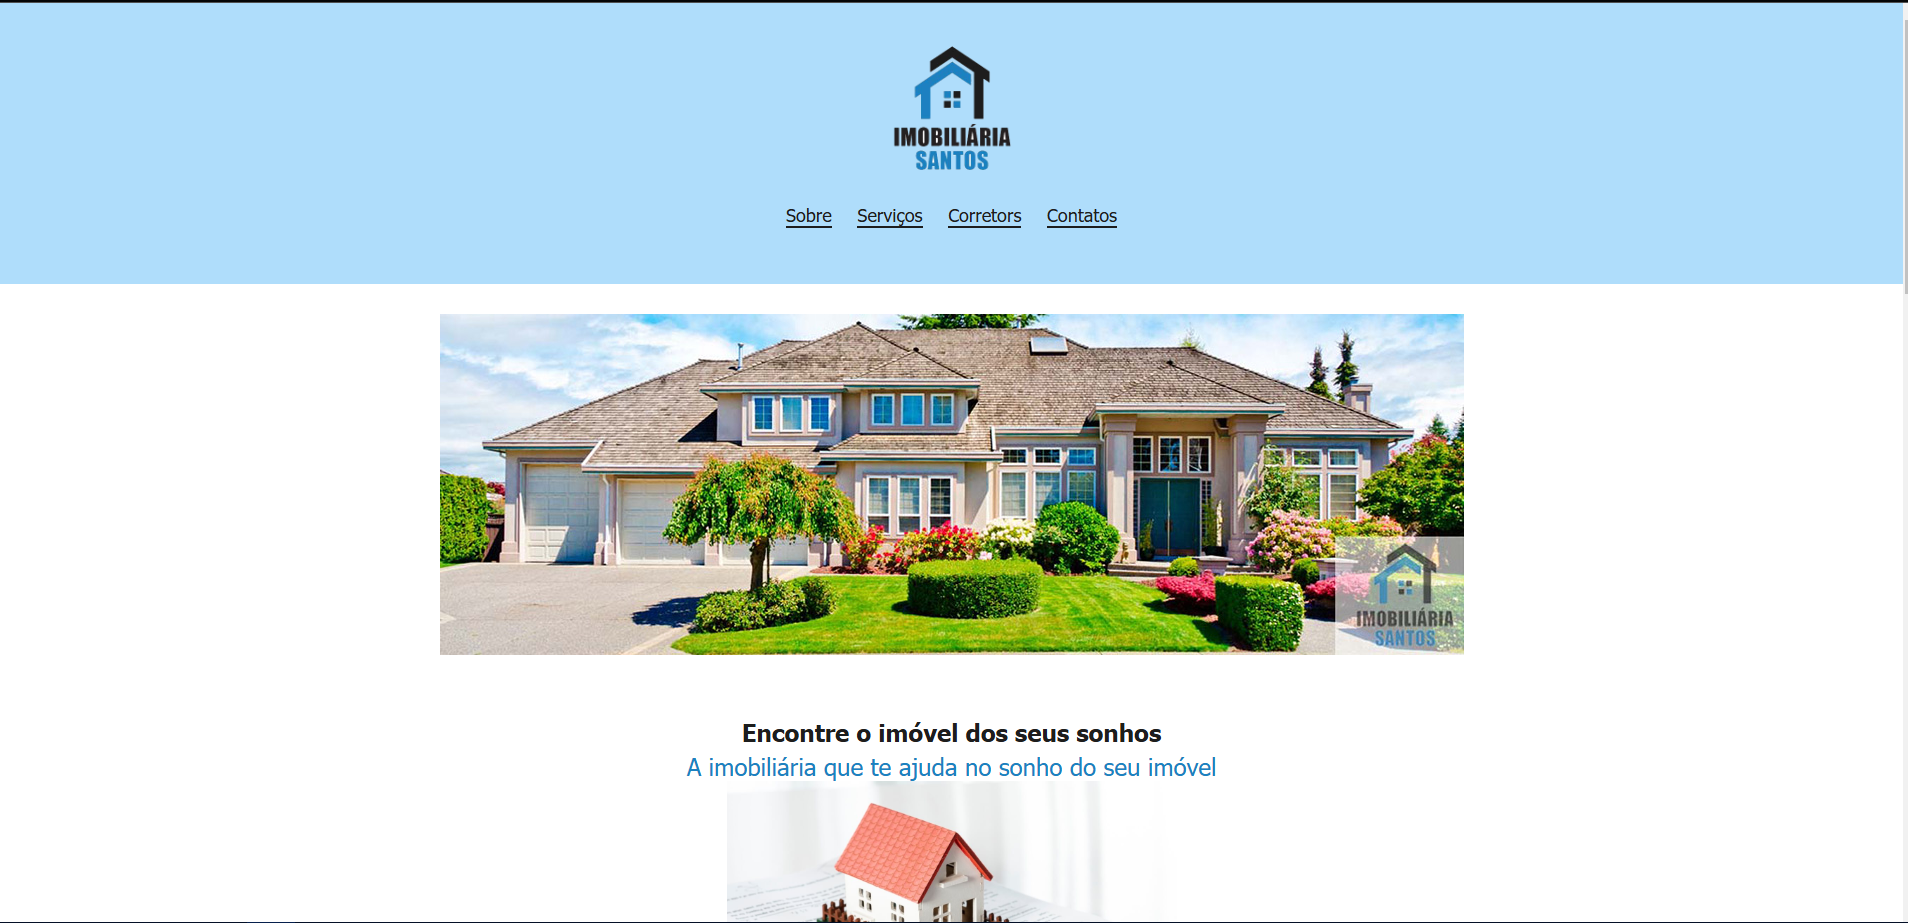 IMOBILIÁRIA
SANTOS
Sobre Serviços Corretors Contatos
IMOBILIÁRIA
SANTOS
Encontre o imóvel dos seus sonhos
A imobiliária que te ajuda no sonho do seu imóvel